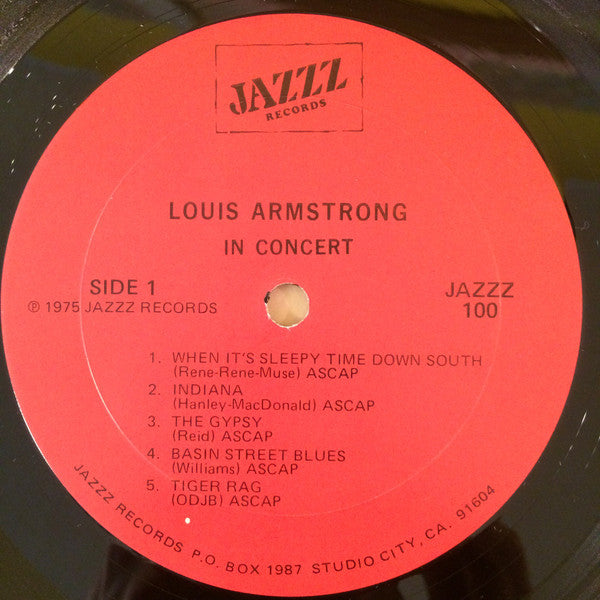 JAZZZ
RECORDS
LOUIS ARMSTRONG
IN CONCERT
SIDE 1
℗ 1975 JAZZZ RECORDS
JAZZZ
100
1. WHEN IT'S SLEEPY TIME DOWN SOUTH
(Rene-Rene-Muse) ASCAP
2. INDIANA
(Hanley-MacDonald) ASCAP
3. THE GYPSY
(Reid) ASCAP
4. BASIN STREET BLUES
(Williams) ASCAP
5. TIGER RAG
(ODJB) ASCAP
JAZZZ RECORDS P.O. BOX 1987 STUDIO CITY, CA. 91604